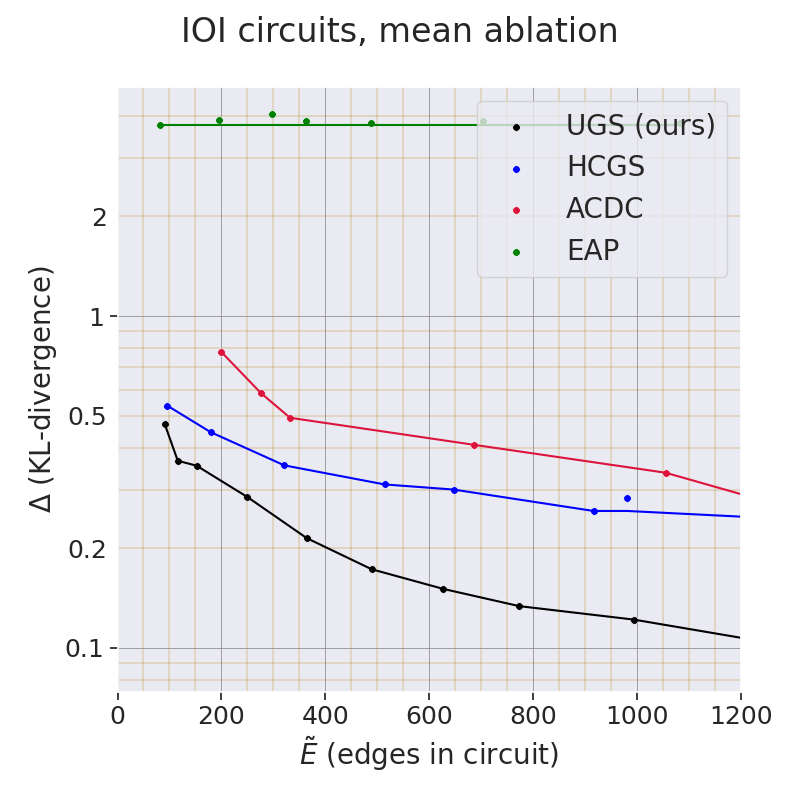 IOI circuits, mean ablation
UGS (ours)
HCGS
ACDC
EAP
2
1
0.5
0.2
0.1
Δ (KL-divergence)
0 200 400 600 800 1000 1200
Ẽ (edges in circuit)